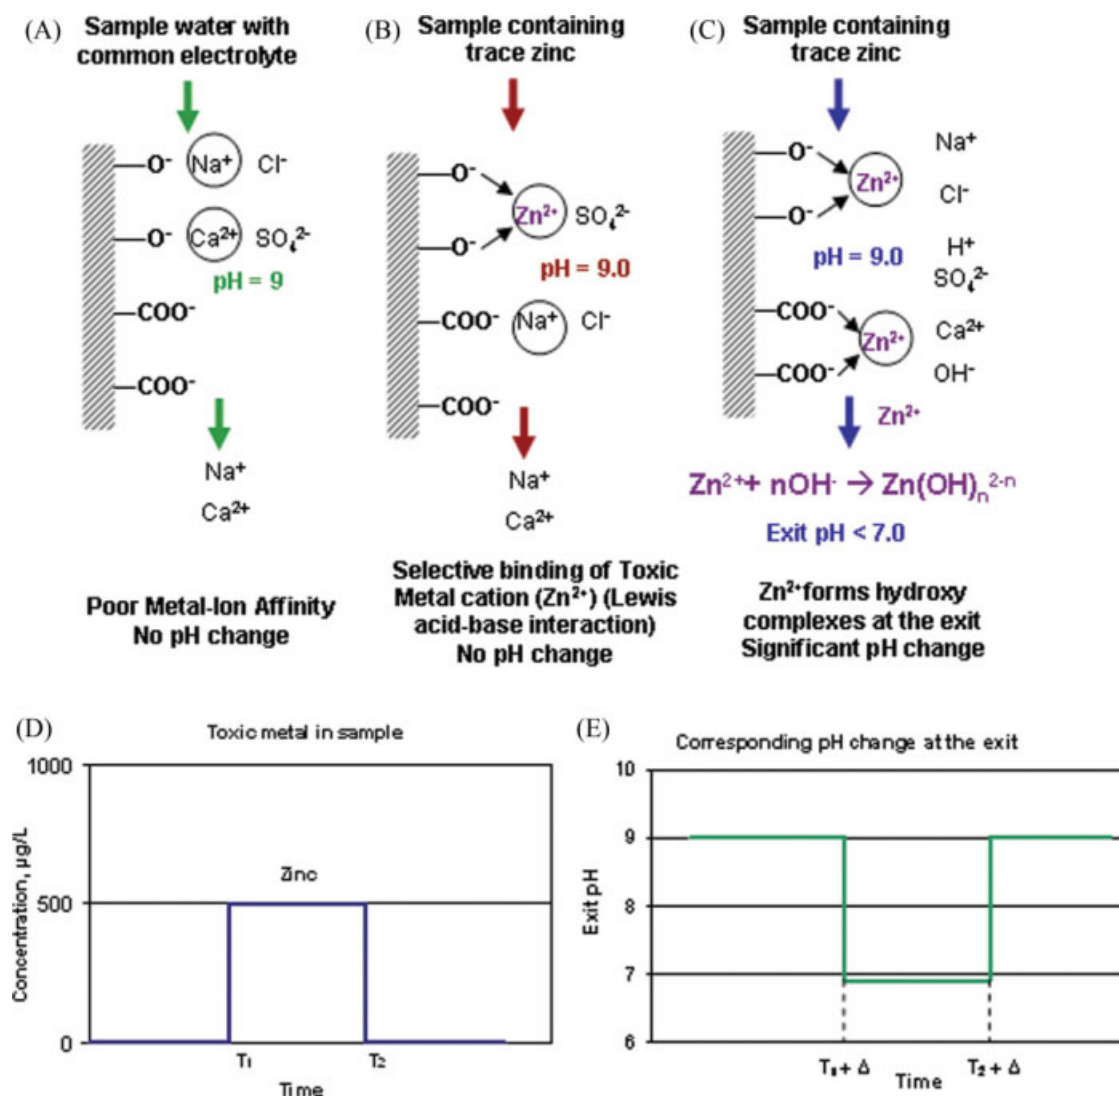 (A)
Sample water with
common electrolyte
O⁻
Na⁺
Cl⁻
O⁻
Ca²⁺
SO₄²⁻
pH = 9
COO⁻
COO⁻
Na⁺
Ca²⁺
Poor Metal-Ion Affinity
No pH change
(B)
Sample containing
trace zinc
O⁻
Zn²⁺
SO₄²⁻
O⁻
pH = 9.0
COO⁻
Na⁺
Cl⁻
COO⁻
Na⁺
Ca²⁺
Selective binding of Toxic
Metal cation (Zn²⁺) (Lewis
acid-base interaction)
No pH change
(C)
Sample containing
trace zinc
O⁻
Zn²⁺
O⁻
Na⁺
Cl⁻
pH = 9.0
H⁺
SO₄²⁻
COO⁻
Zn²⁺
COO⁻
Ca²⁺
OH⁻
Zn²⁺
Zn²⁺+ nOH⁻ → Zn(OH)ₙ²⁻ⁿ
Exit pH < 7.0
Zn²⁺forms hydroxy
complexes at the exit
Significant pH change
(D)
Toxic metal in sample
Concentration, µg/L
1000
500
0
Zinc
T₁
T₂
Time
(E)
Corresponding pH change at the exit
Exit pH
10
9
8
7
6
T₁ + Δ
T₂ + Δ
Time